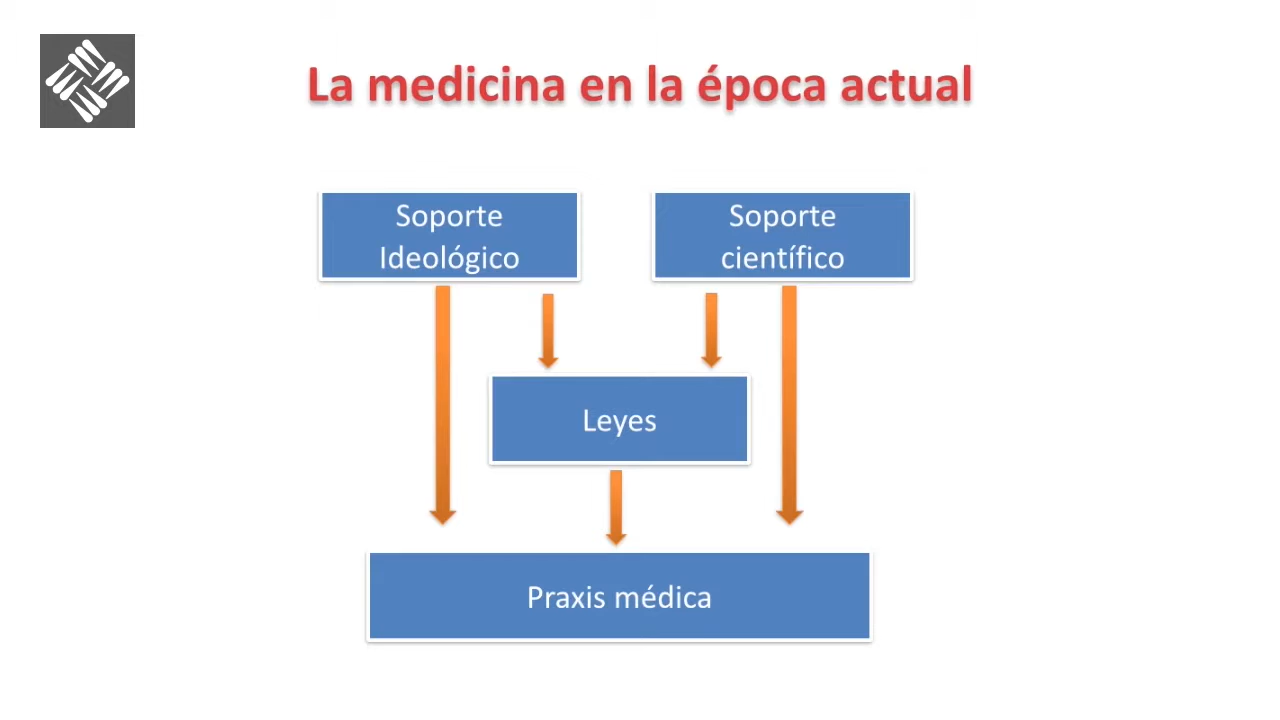 La medicina en la época actual
Soporte
Ideológico
Soporte
científico
Leyes
Praxis médica